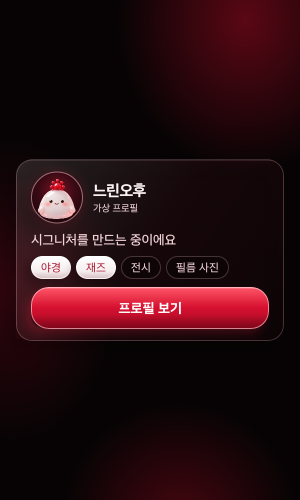 느린오후
가상 프로필
시그니처를 만드는 중이에요
야경 재즈 전시 필름 사진
프로필 보기